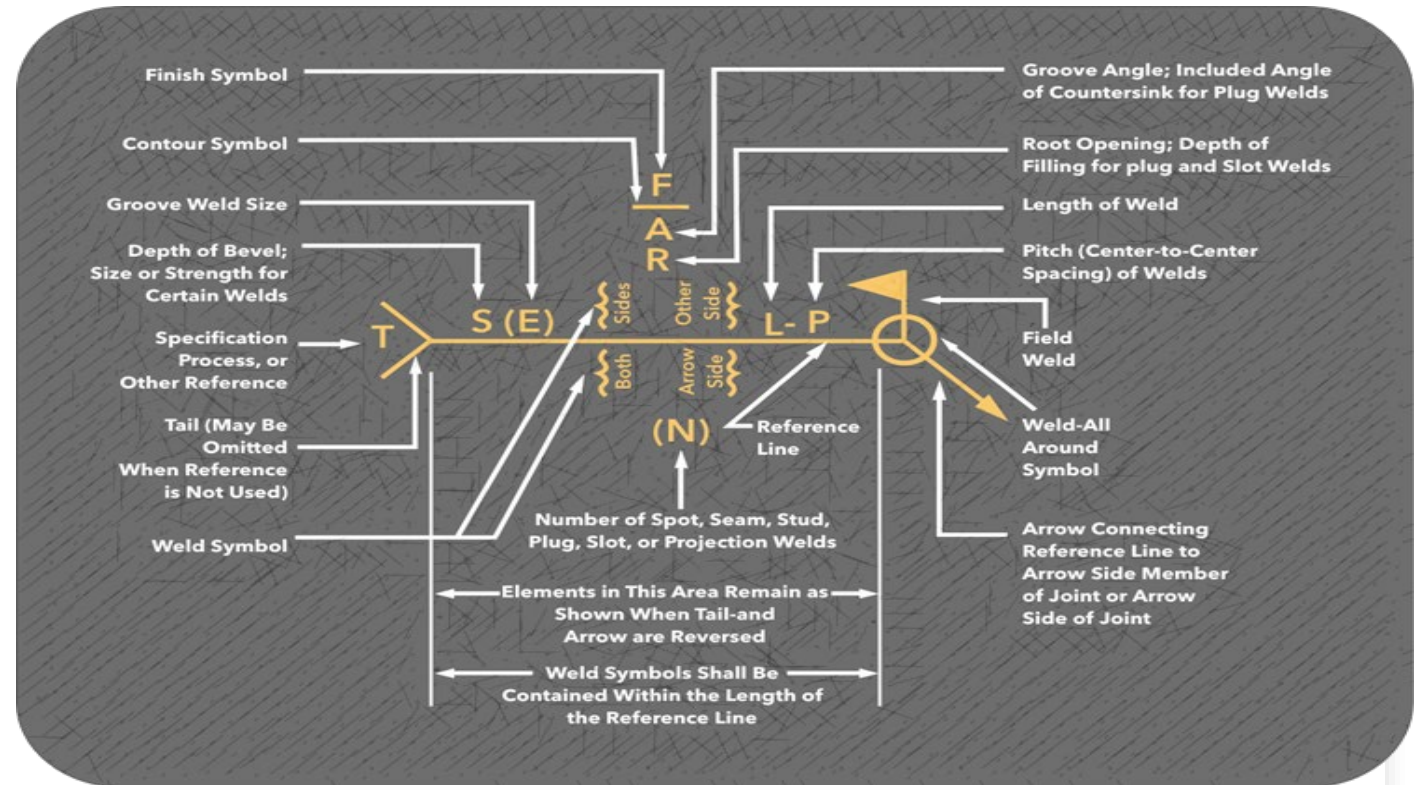 Finish Symbol
Contour Symbol
Groove Weld Size
Depth of Bevel;
Size or Strength for
Certain Welds
Specification
Process, or
Other Reference
Tail (May Be
Omitted
When Reference
is Not Used)
Weld Symbol
F
A
R
S (E)
T
Sides
Both
Other
Side
Arrow
Side
L- P
(N)
Reference
Line
Number of Spot, Seam, Stud,
Plug, Slot, or Projection Welds
Elements in This Area Remain as
Shown When Tail-and
Arrow are Reversed
Weld Symbols Shall Be
Contained Within the Length of
the Reference Line
Groove Angle; Included Angle
of Countersink for Plug Welds
Root Opening; Depth of
Filling for plug and Slot Welds
Length of Weld
Pitch (Center-to-Center
Spacing) of Welds
Field
Weld
Weld-All
Around
Symbol
Arrow Connecting
Reference Line to
Arrow Side Member
of Joint or Arrow
Side of Joint